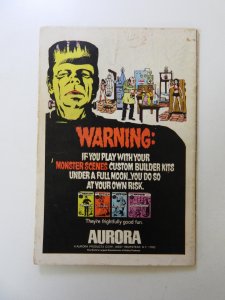 WARNING:
IF YOU PLAY WITH YOUR
MONSTER SCENES CUSTOM BUILDER KITS
UNDER A FULL MOON...YOU DO SO
AT YOUR OWN RISK.
They're frightfully good fun.
AURORA